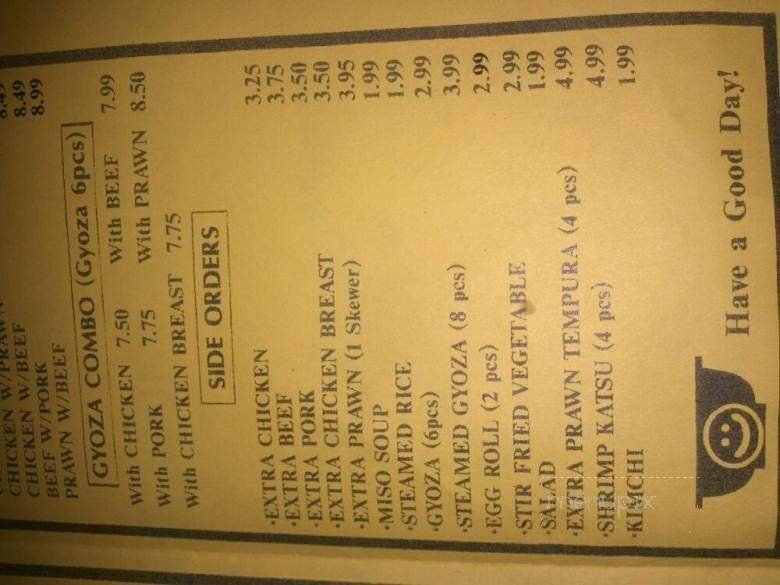 CHICKEN W/PRAWN
CHICKEN W/BEEF 8.49
BEEF W/PORK 8.49
PRAWN W/BEEF 8.99
GYOZA COMBO (Gyoza 6pcs)
With CHICKEN 7.50 With BEEF 7.99
With PORK 7.75 With PRAWN 8.50
With CHICKEN BREAST 7.75
SIDE ORDERS
·EXTRA CHICKEN 3.25
·EXTRA BEEF 3.75
·EXTRA PORK 3.50
·EXTRA CHICKEN BREAST 3.50
·EXTRA PRAWN (1 Skewer) 3.95
·MISO SOUP 1.99
·STEAMED RICE 1.99
·GYOZA (6pcs) 2.99
·STEAMED GYOZA (8 pcs) 3.99
·EGG ROLL (2 pcs) 2.99
·STIR FRIED VEGETABLE 2.99
·SALAD 1.99
·EXTRA PRAWN TEMPURA (4 pcs) 4.99
·SHRIMP KATSU (4 pcs) 4.99
·KIMCHI 1.99
Have a Good Day!